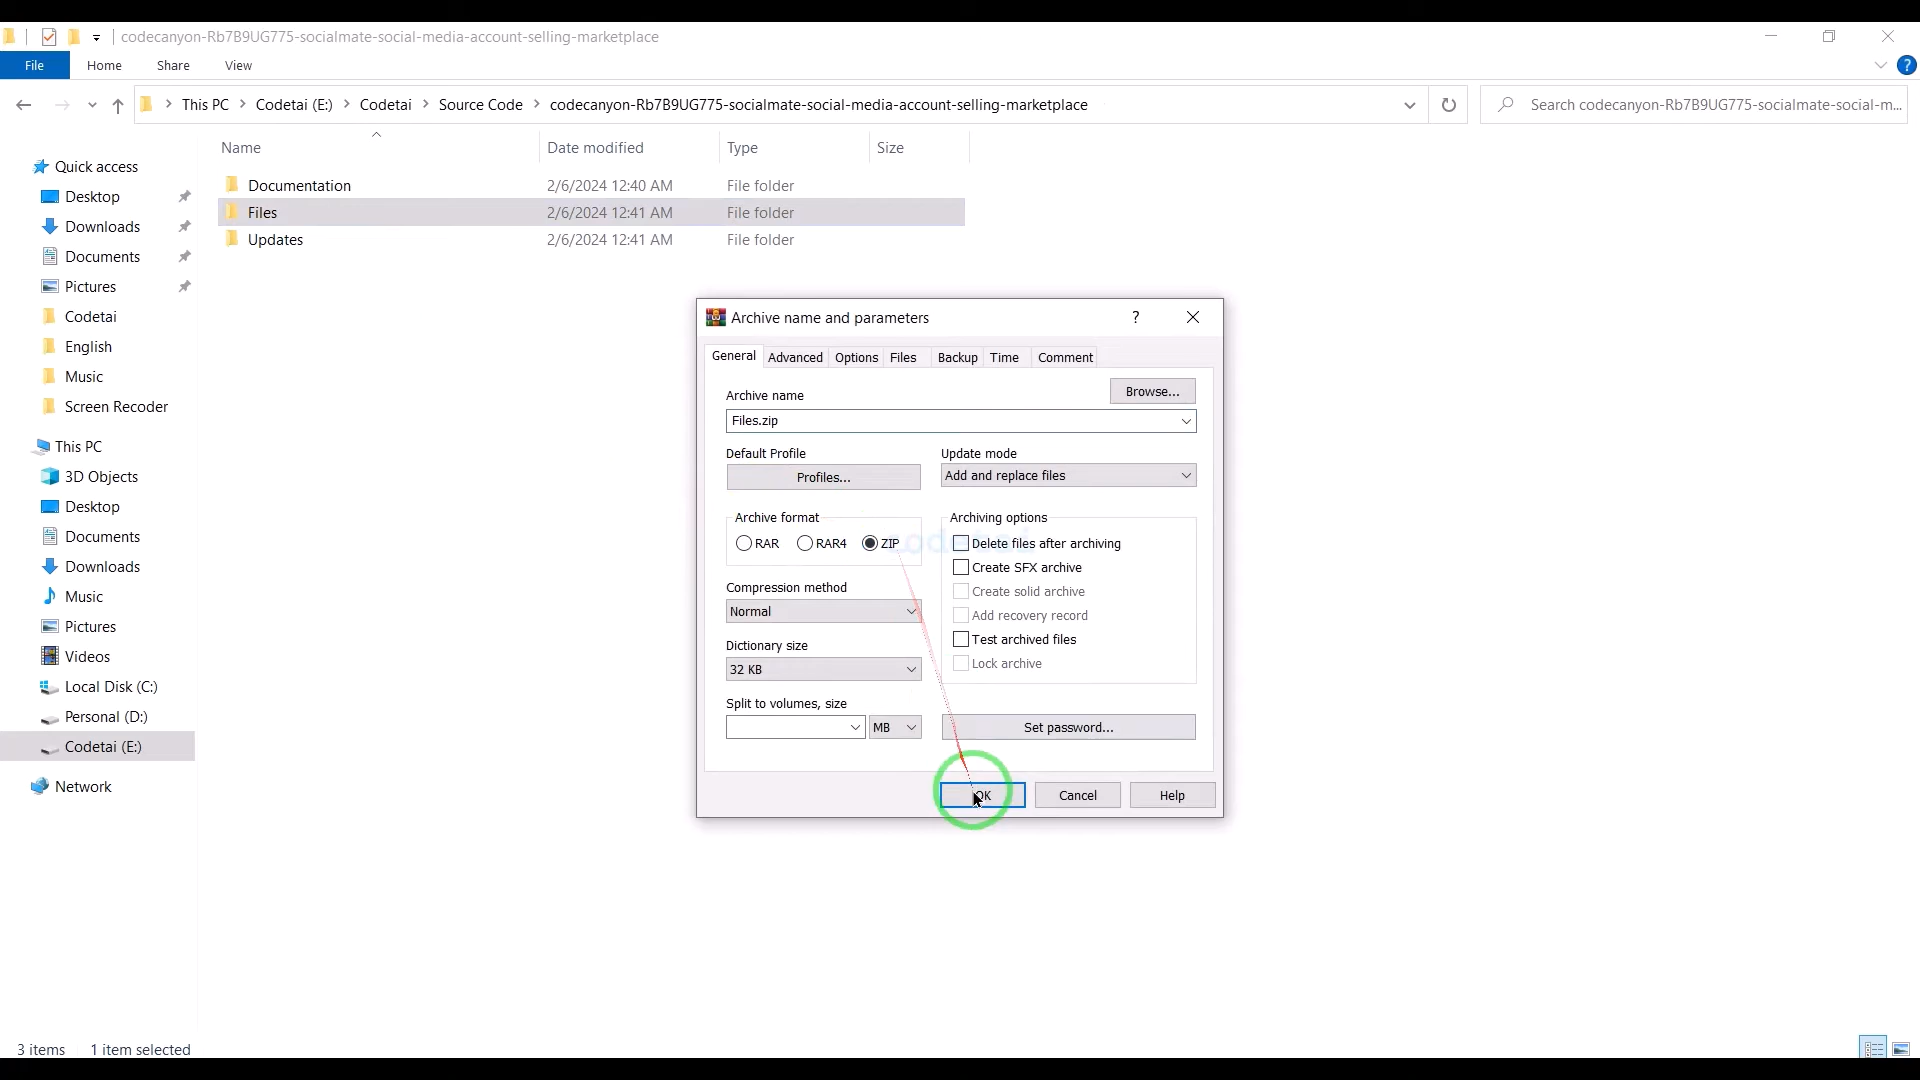 codecanyon-Rb7B9UG775-socialmate-social-media-account-selling-marketplace
File Home Share View
This PC Codetai (E:) Codetai Source Code codecanyon-Rb7B9UG775-socialmate-social-media-account-selling-marketplace
Search codecanyon-Rb7B9UG775-socialmate-social-m...
Name Date modified Type Size
Documentation 2/6/2024 12:40 AM File folder
Files 2/6/2024 12:41 AM File folder
Updates 2/6/2024 12:41 AM File folder
Quick access
Desktop
Downloads
Documents
Pictures
Codetai
English
Music
Screen Recoder
This PC
3D Objects
Desktop
Documents
Downloads
Music
Pictures
Videos
Local Disk (C:)
Personal (D:)
Codetai (E:)
Network
Archive name and parameters ?
General Advanced Options Files Backup Time Comment
Archive name
Browse...
Files.zip
Default Profile
Profiles...
Update mode
Add and replace files
Archive format
RAR RAR4 ZIP
Compression method
Normal
Dictionary size
32 KB
Split to volumes, size
MB
Archiving options
Delete files after archiving
Create SFX archive
Create solid archive
Add recovery record
Test archived files
Lock archive
Set password...
OK Cancel Help
3 items 1 item selected